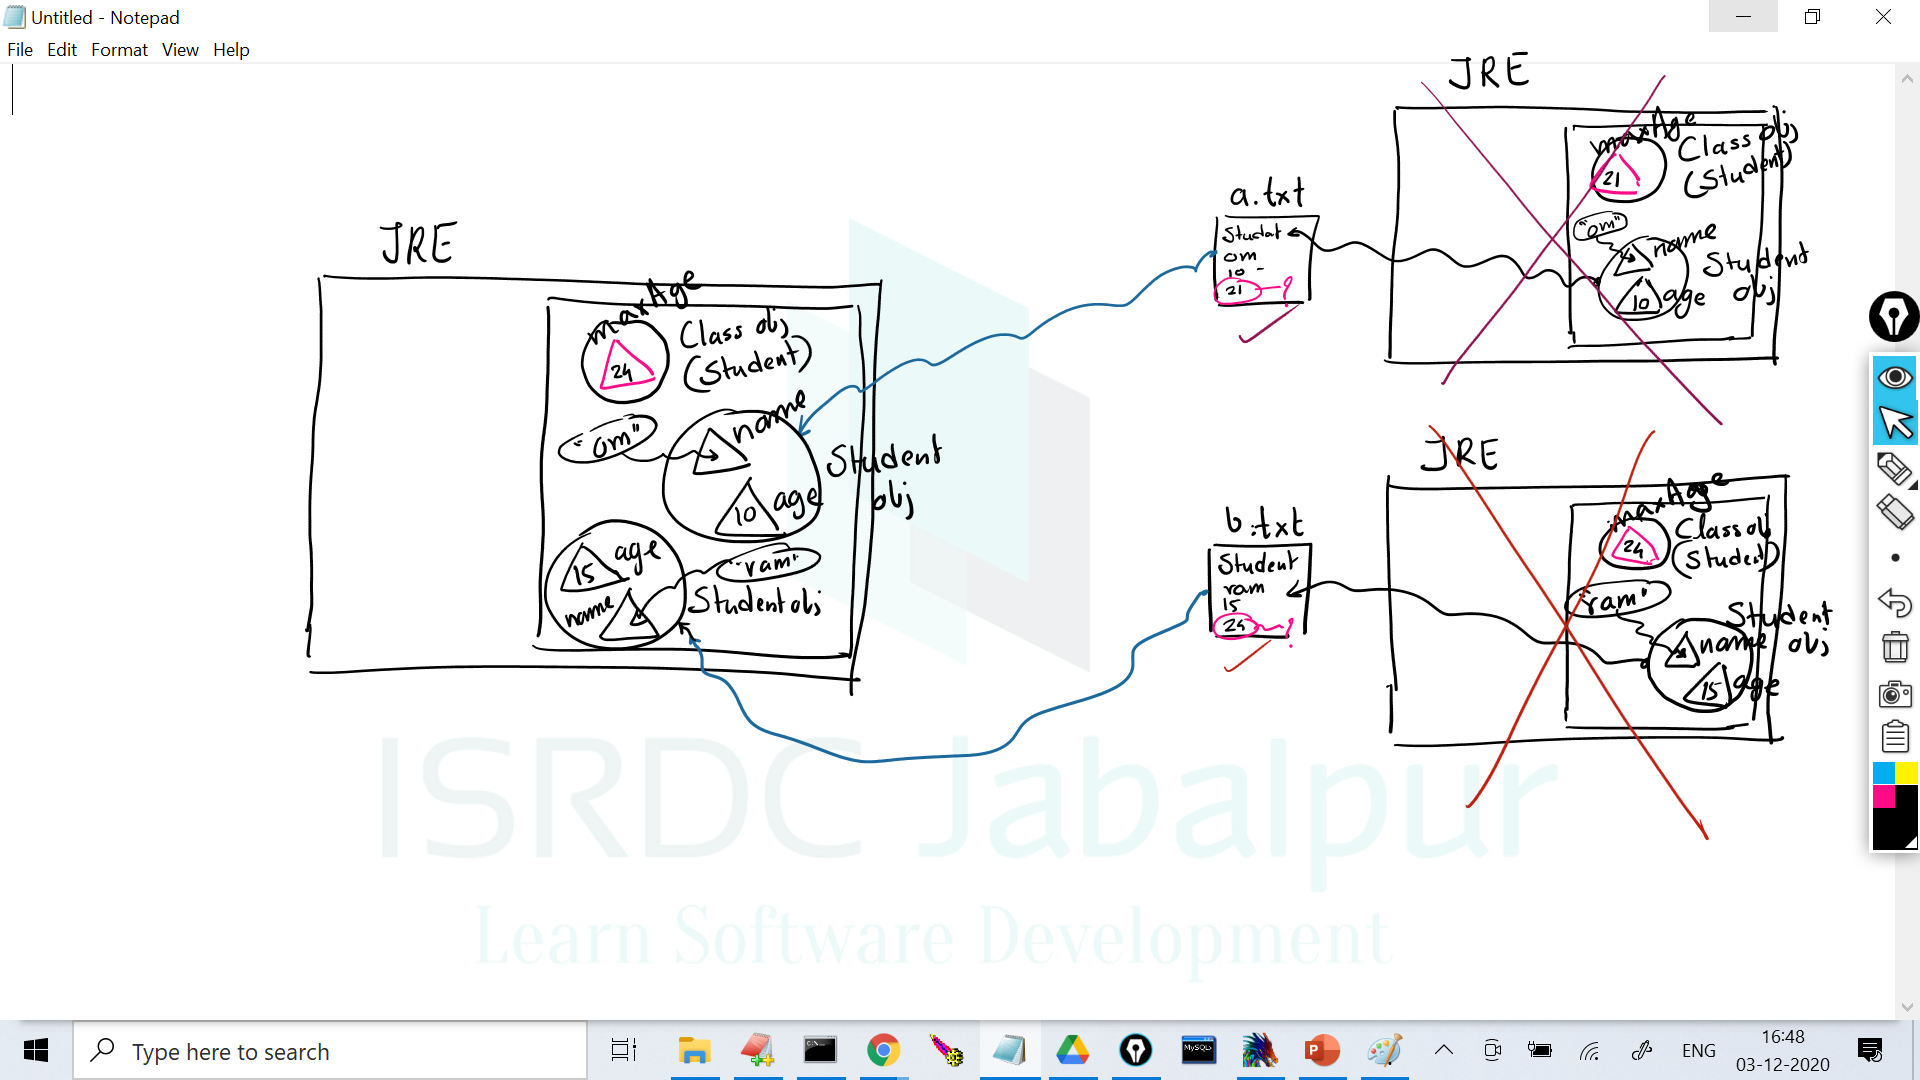 Untitled - Notepad
File Edit Format View Help
JRE
maxAge
24
Class obj
(Student)
"om"
name
10 age
Student
obj
15 age
name
"ram"
Student obj
a.txt
Studat
om
10 -
21 - ?
b.txt
Student
ram
15
24 - ?
JRE
maxAge
21
Class obj
(Student)
"om"
name
10 age
Student
obj
JRE
maxAge
24
Class obj
(Student)
"ram"
Student
obj
name
15 age
ISRDC Jabalpur
Learn Software Development
Type here to search
C:\_
MySQL
P
ENG
16:48
03-12-2020